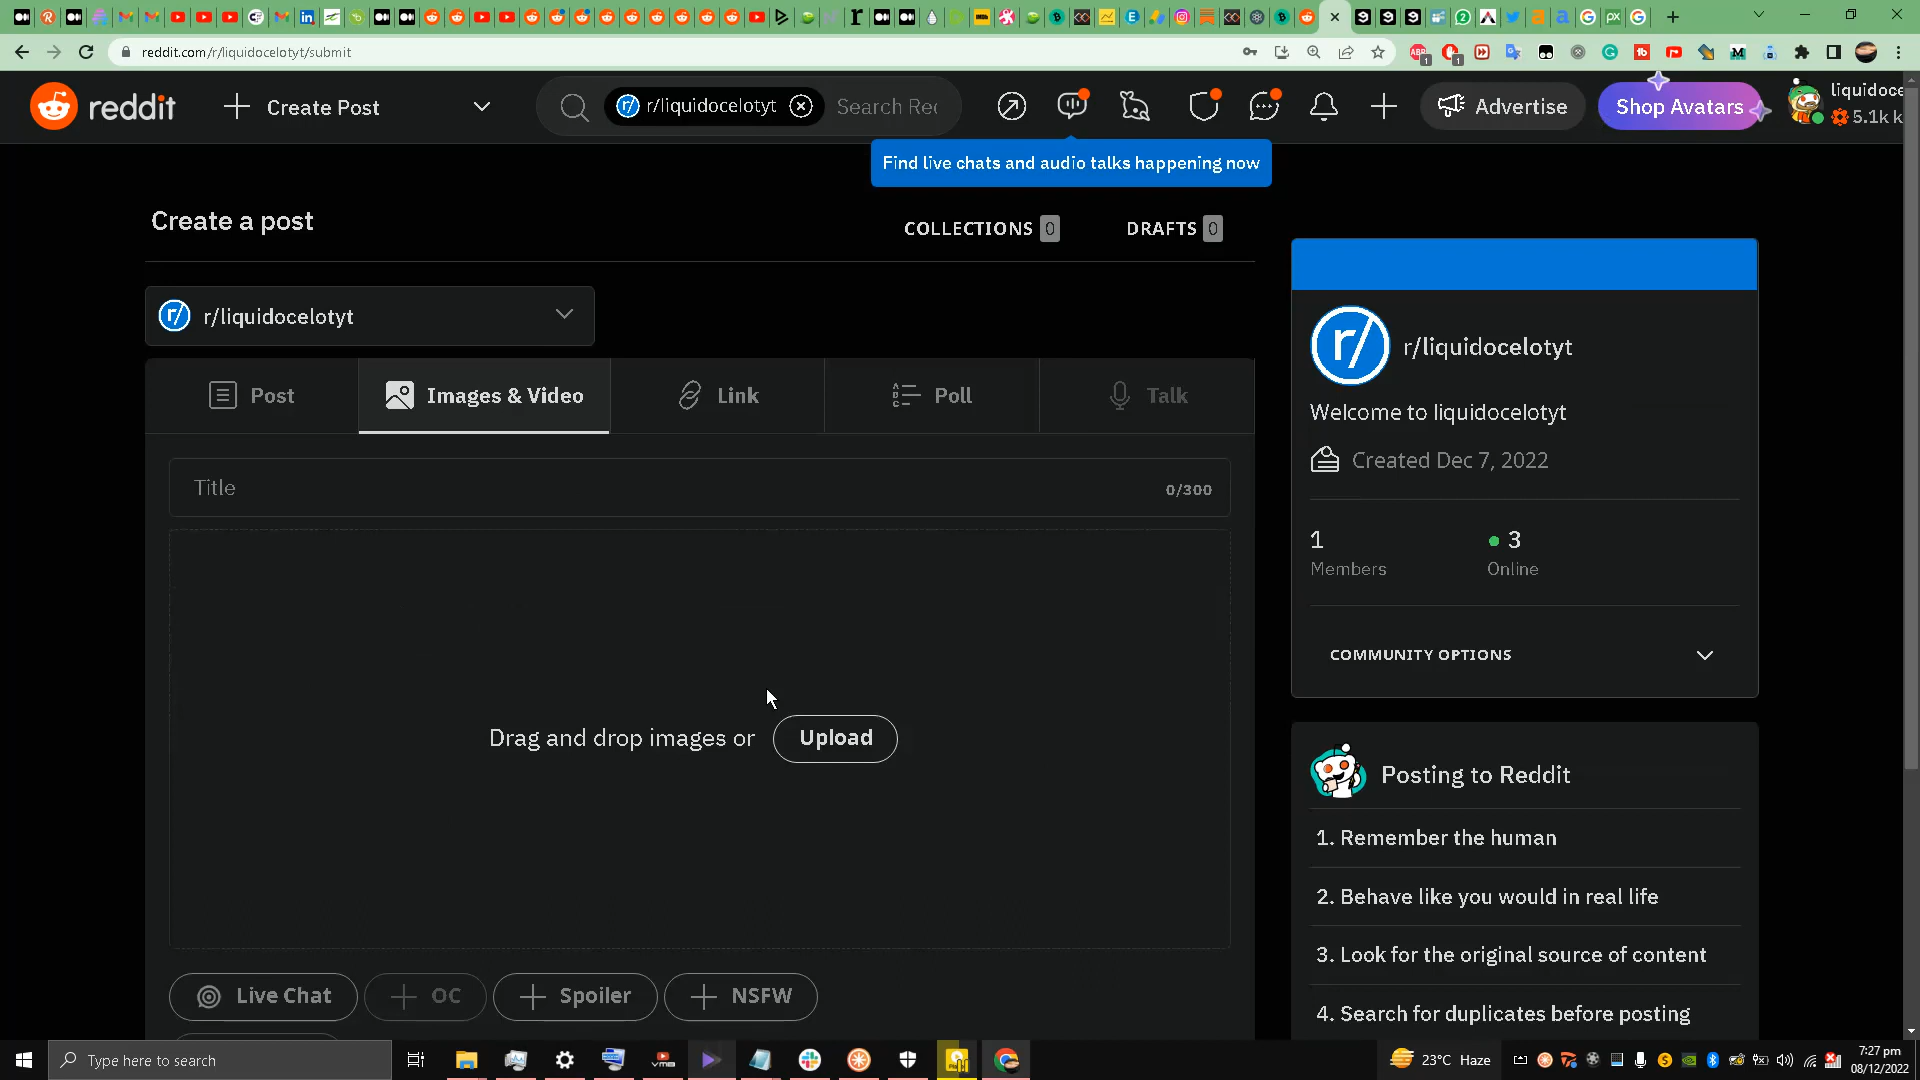 reddit.com/r/liquidocelotyt/submit
reddit
Create Post
r/liquidocelotyt
Search Rec
Advertise
Shop Avatars
liquidoce
5.1k k
Find live chats and audio talks happening now
Create a post
COLLECTIONS 0
DRAFTS 0
r/liquidocelotyt
Post
Images & Video
Link
Poll
Talk
Title
0/300
Drag and drop images or
Upload
Live Chat
OC
Spoiler
NSFW
r/
r/liquidocelotyt
Welcome to liquidocelotyt
Created Dec 7, 2022
1
3
Members
Online
COMMUNITY OPTIONS
Posting to Reddit
1. Remember the human
2. Behave like you would in real life
3. Look for the original source of content
4. Search for duplicates before posting
Type here to search
23°C Haze
7:27 pm
08/12/2022